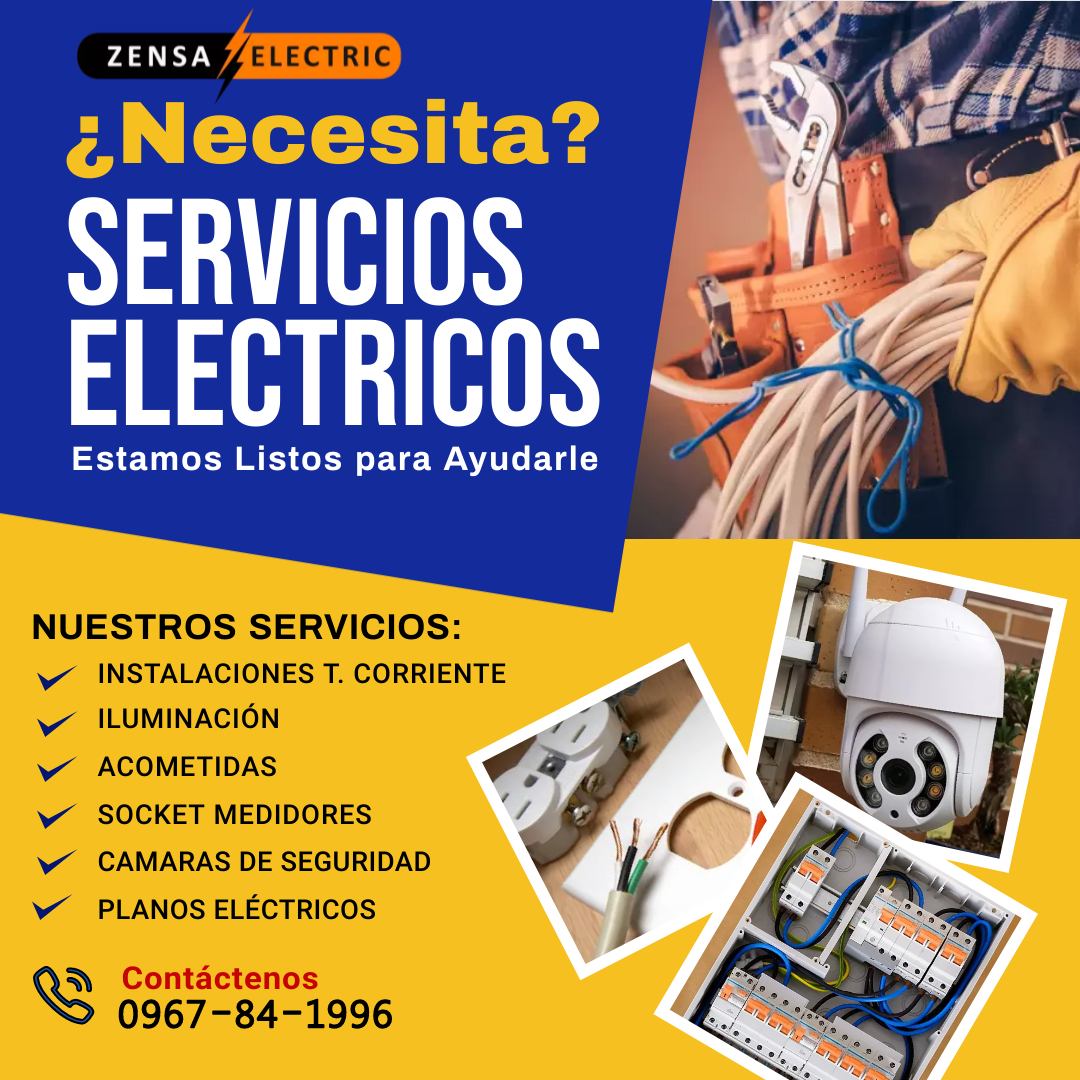 ZENSA ELECTRIC
¿Necesita?
SERVICIOS
ELECTRICOS
Estamos Listos para Ayudarle
NUESTROS SERVICIOS:
INSTALACIONES T. CORRIENTE
ILUMINACIÓN
ACOMETIDAS
SOCKET MEDIDORES
CAMARAS DE SEGURIDAD
PLANOS ELÉCTRICOS
Contáctenos
0967-84-1996